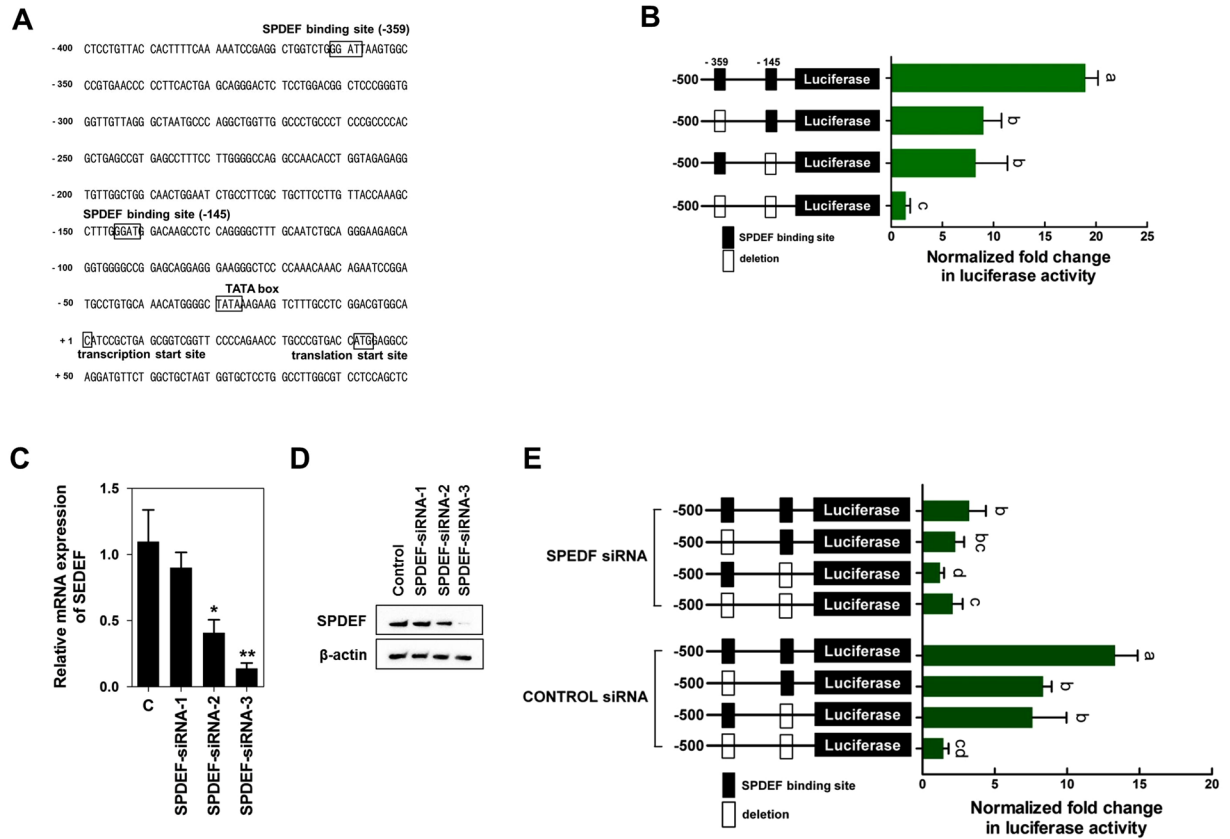 A
SPDEF binding site (-359)
- 400 CTCCTGTTAC CACTTTTCAA AAATCCGAGG CTGGTCTGGG ATTAAGTGGC
- 350 CCGTGAACCC CCTTCACTGA GCAGGGACTC TCCTGGACGG CTCCCGGGTG
- 300 GGTTGTTAGG GCTAATGCCC AGGCTGGTTG GCCCTGCCCT CCCGCCCCAC
- 250 GCTGAGCCGT GAGCCTTTCC TTGGGGCCAG GCCAACACCT GGTAGAGAGG
- 200 TGTTGGCTGG CAACTGGAAT CTGCCTTCGC TGCTTCCTTG TTACCAAAGC
SPDEF binding site (-145)
- 150 CTTTGGGATG GACAAGCCTC CAGGGGCTTT GCAATCTGCA GGGAAGAGCA
- 100 GGTGGGGCCG GAGCAGGAGG GAAGGGCTCC CCAAACAAAC AGAATCCGGA
TATA box
- 50 TGCCTGTGCA AACATGGGGC TATAAAGAAG TCTTTGCCTC GGACGTGGCA
+ 1 CATCCGCTGA GCGGTCGGTT CCCCAGAACC TGCCCGTGAC CATGGAGGCC
transcription start site translation start site
+ 50 AGGATGTTCT GGCTGCTAGT GGTGCTCCTG GCCTTGGCGT CCTCCAGCTC
B
- 359 - 145
-500 Luciferase a
-500 Luciferase b
-500 Luciferase b
-500 Luciferase c
0 5 10 15 20 25
SPDEF binding site
deletion
Normalized fold change
in luciferase activity
C
Relative mRNA expression
of SEDEF
1.5
1.0
0.5
0.0
*
**
C
SPDEF-siRNA-1
SPDEF-siRNA-2
SPDEF-siRNA-3
D
Control
SPDEF-siRNA-1
SPDEF-siRNA-2
SPDEF-siRNA-3
SPDEF
β-actin
E
SPEDF siRNA
-500 Luciferase b
-500 Luciferase bc
-500 Luciferase d
-500 Luciferase c
CONTROL siRNA
-500 Luciferase a
-500 Luciferase b
-500 Luciferase b
-500 Luciferase cd
0 5 10 15 20
SPDEF binding site
deletion
Normalized fold change
in luciferase activity